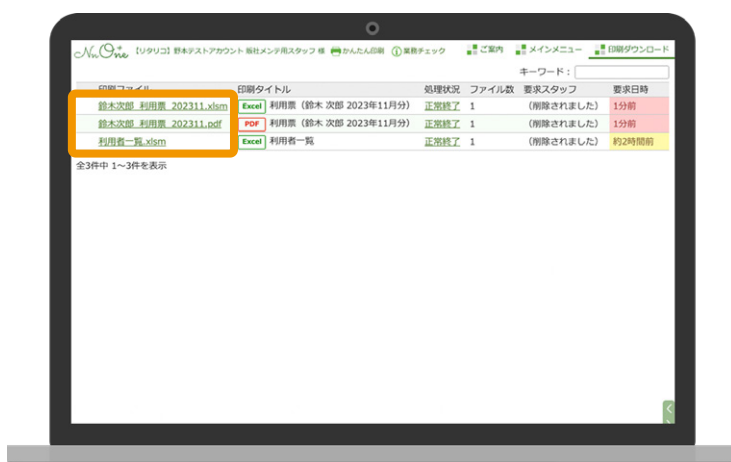 NnOne 【リタリコ】野本テストアカウント 販社メンテ用スタッフ 様 かんたん印刷 業務チェック ご案内 メインメニュー 印刷ダウンロード
キーワード：
印刷ファイル 印刷タイトル 処理状況 ファイル数 要求スタッフ 要求日時
鈴木次郎_利用票_202311.xlsm Excel 利用票（鈴木 次郎 2023年11月分） 正常終了 1 （削除されました） 1分前
鈴木次郎_利用票_202311.pdf PDF 利用票（鈴木 次郎 2023年11月分） 正常終了 1 （削除されました） 1分前
利用者一覧.xlsm Excel 利用者一覧 正常終了 1 （削除されました） 約2時間前
全3件中 1～3件を表示